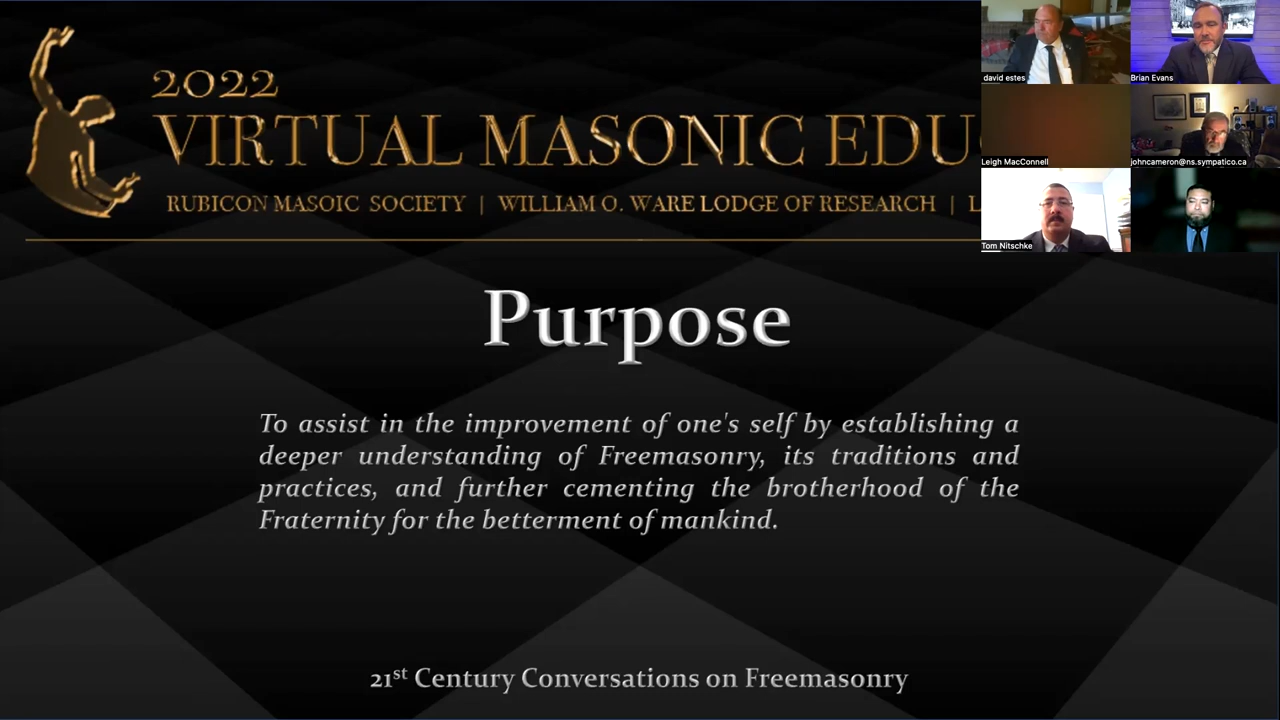 2022
VIRTUAL MASONIC EDU
RUBICON MASOIC SOCIETY | WILLIAM O. WARE LODGE OF RESEARCH | L
david estes
Brian Evans
Leigh MacConnell
johncameron@ns.sympatico.ca
Tom Nitschke
Purpose
To assist in the improvement of one's self by establishing a
deeper understanding of Freemasonry, its traditions and
practices, and further cementing the brotherhood of the
Fraternity for the betterment of mankind.
21st Century Conversations on Freemasonry